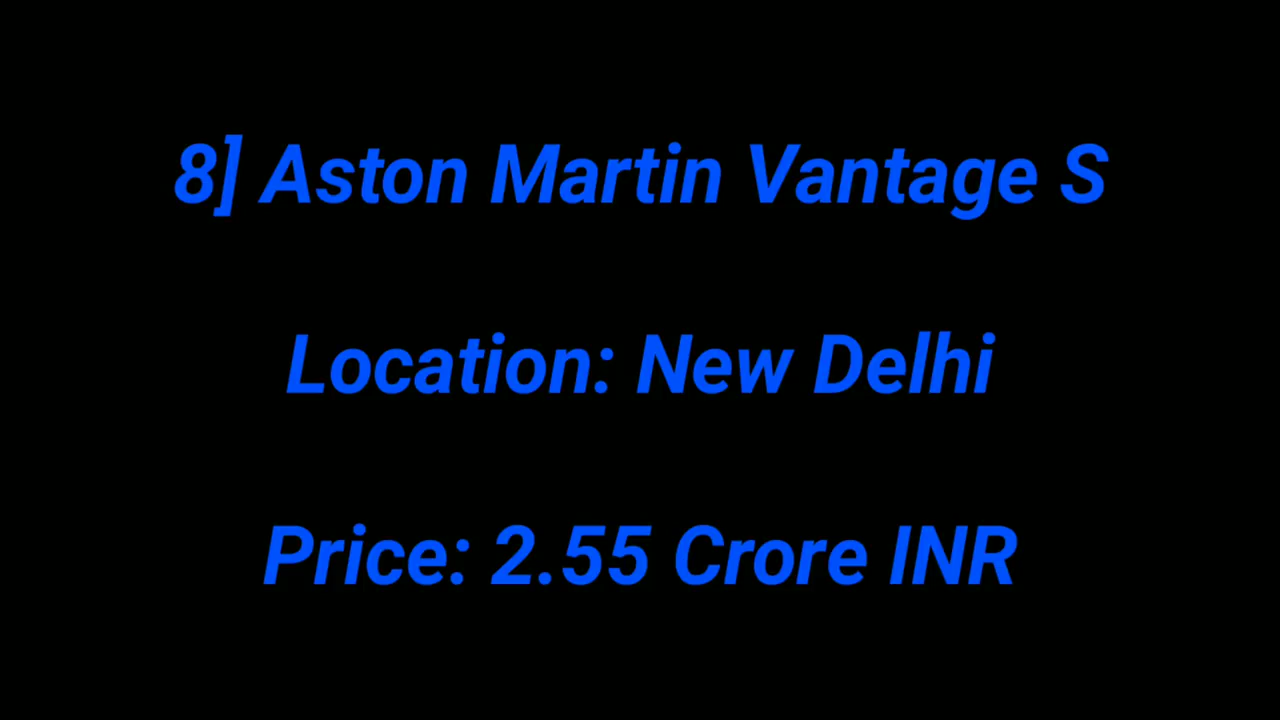 8] Aston Martin Vantage S
Location: New Delhi
Price: 2.55 Crore INR